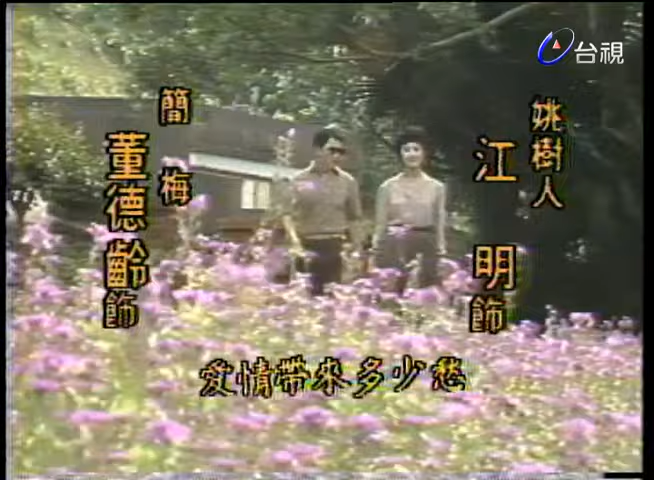 台視
姚樹人
江明飾
簡梅
董德齡飾
愛情帶來多少愁